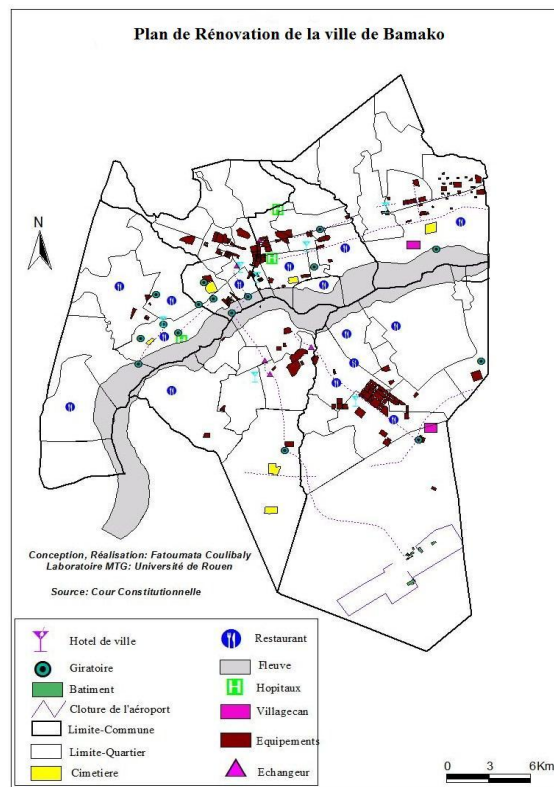 Plan de Rénovation de la ville de Bamako
N
Conception, Réalisation: Fatoumata Coulibaly
Laboratoire MTG: Université de Rouen
Source: Cour Constitutionnelle
Hotel de ville
Giratoire
Batiment
Cloture de l'aéroport
Limite-Commune
Limite-Quartier
Cimetiere
Restaurant
Fleuve
H Hopitaux
Villagecan
Equipements
Echangeur
0 3 6Km